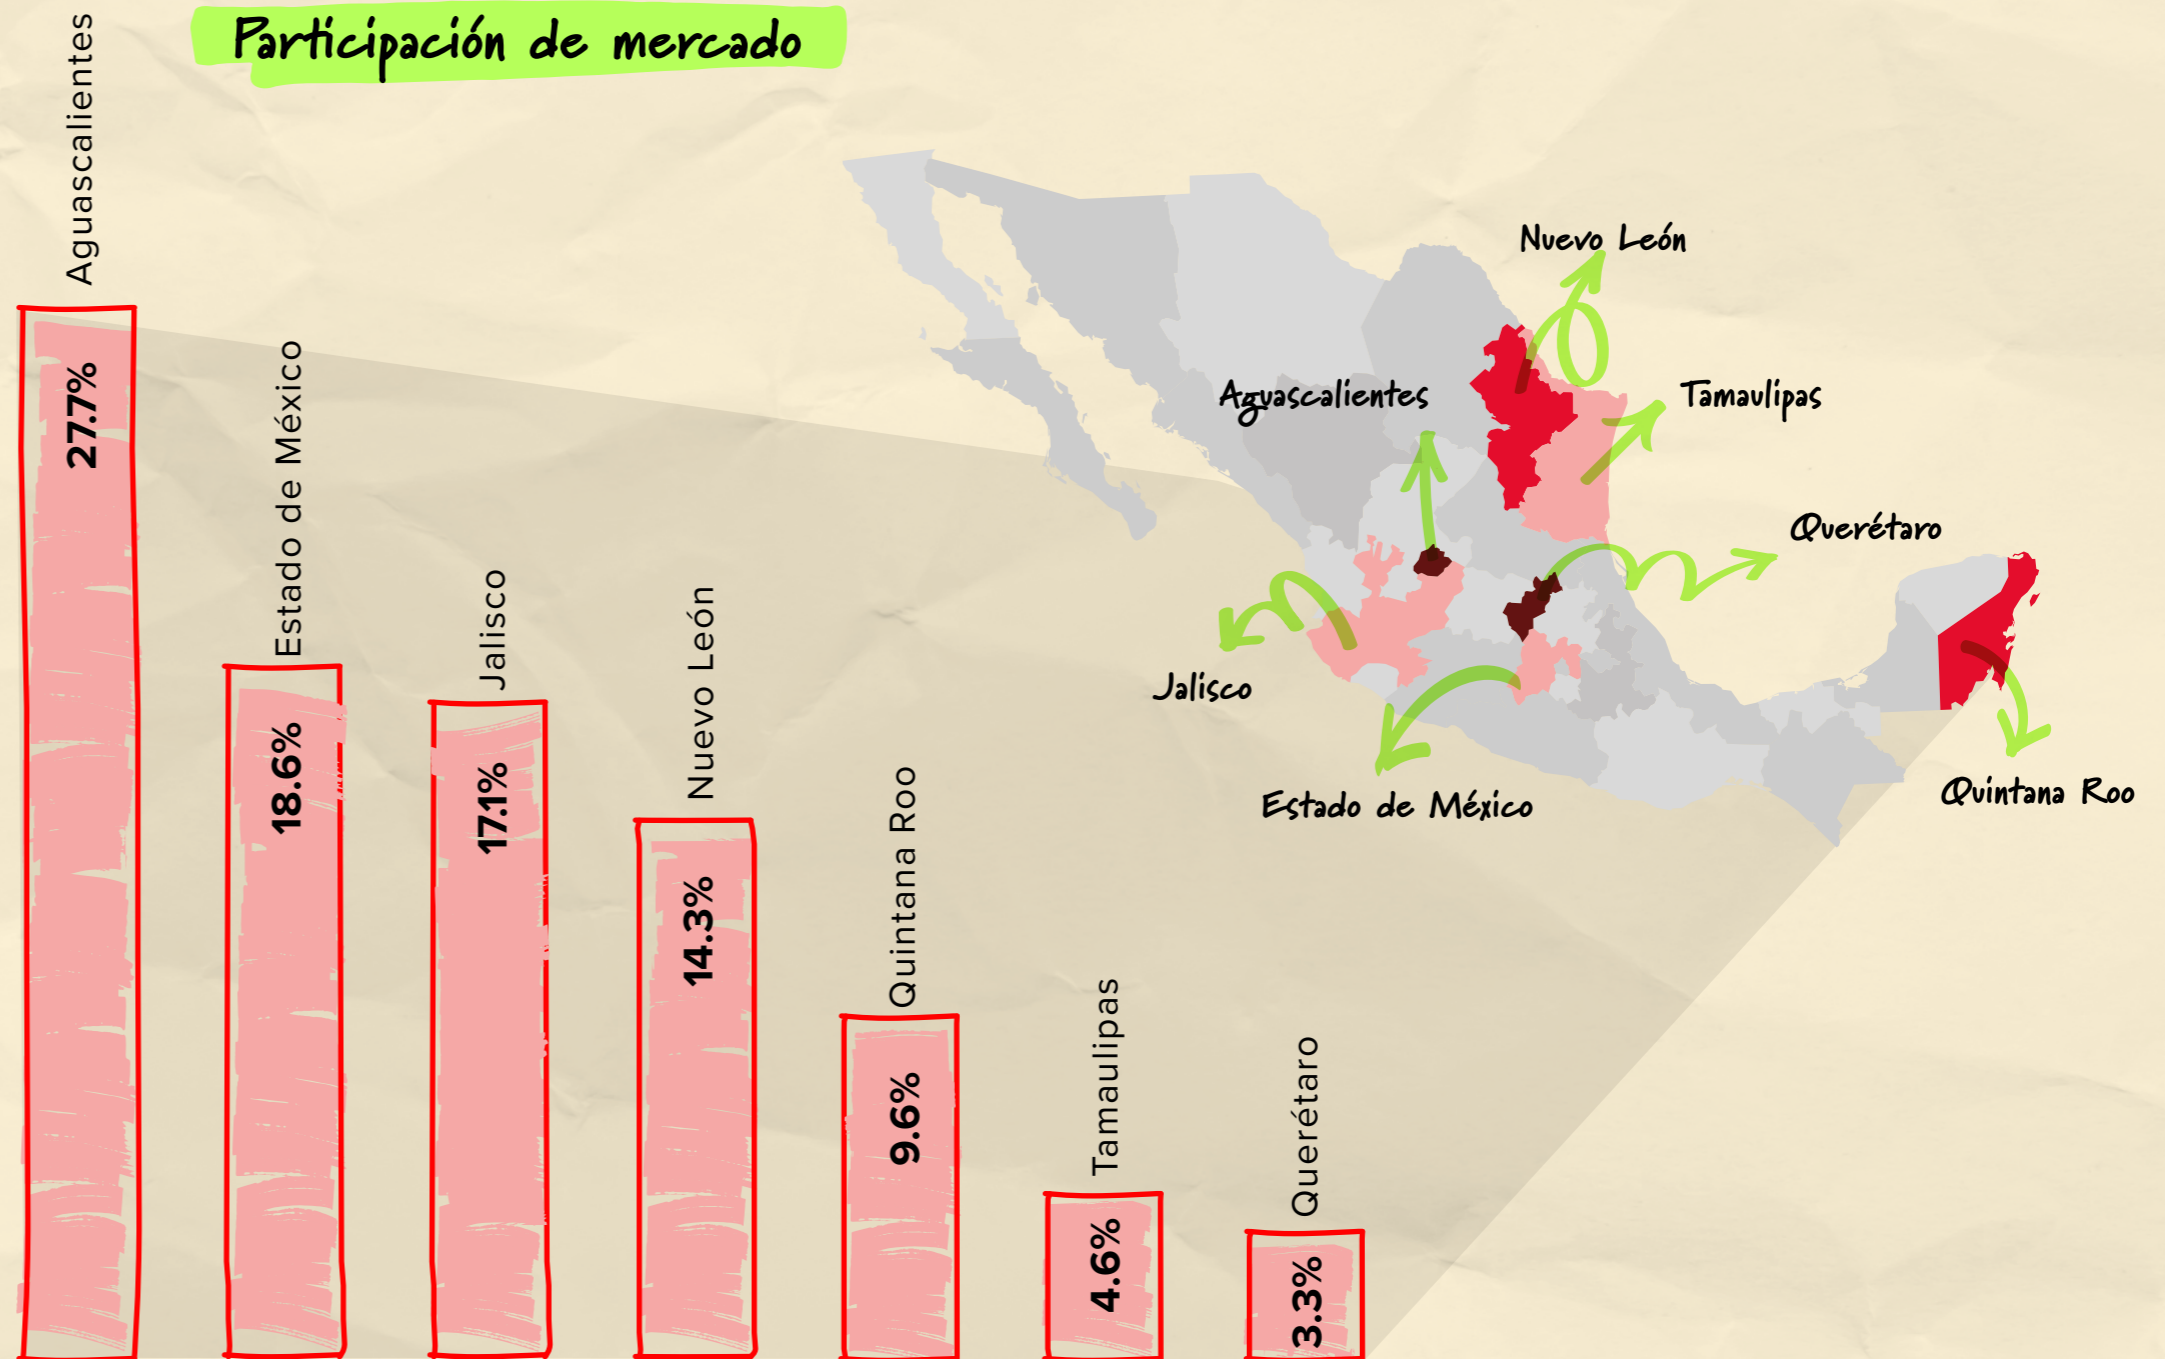 Participación de mercado
Aguascalientes
27.7%
Estado de México
18.6%
Jalisco
17.1%
Nuevo León
14.3%
Quintana Roo
9.6%
Tamaulipas
4.6%
Querétaro
3.3%
Nuevo León
Aguascalientes
Tamaulipas
Querétaro
Jalisco
Estado de México
Quintana Roo